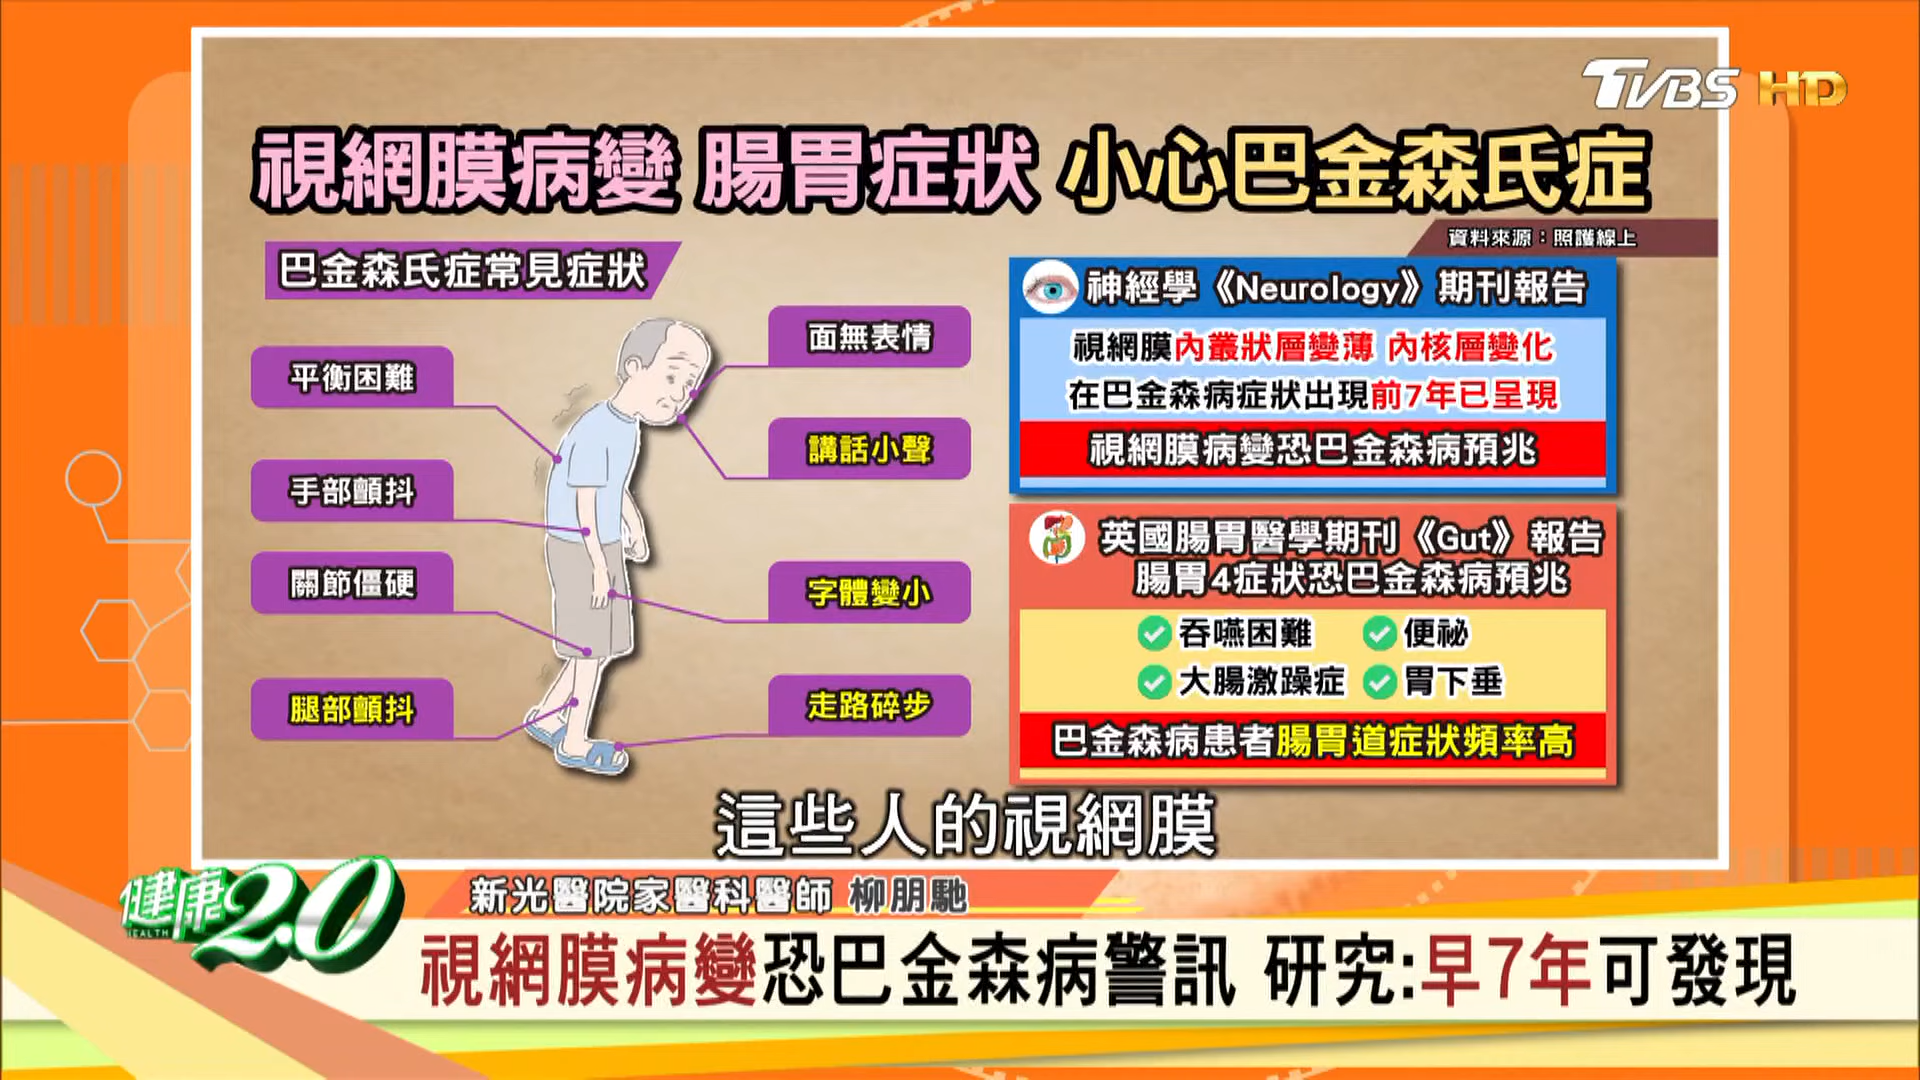 TVBS HD
視網膜病變 腸胃症狀 小心巴金森氏症
資料來源：照護線上
巴金森氏症常見症狀
平衡困難
手部顫抖
關節僵硬
腿部顫抖
面無表情
講話小聲
字體變小
走路碎步
神經學《Neurology》期刊報告
視網膜內叢狀層變薄 內核層變化
在巴金森病症狀出現前7年已呈現
視網膜病變恐巴金森病預兆
英國腸胃醫學期刊《Gut》報告
腸胃4症狀恐巴金森病預兆
吞嚥困難 便祕
大腸激躁症 胃下垂
巴金森病患者腸胃道症狀頻率高
這些人的視網膜
健康2.0
HEALTH
新光醫院家醫科醫師 柳朋馳
視網膜病變恐巴金森病警訊 研究:早7年可發現